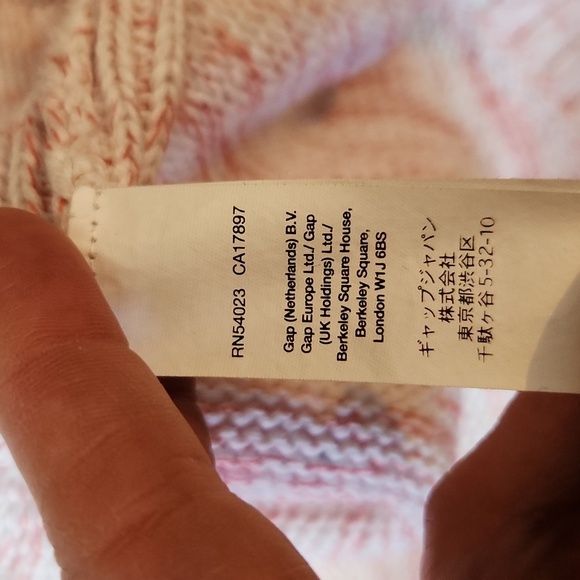 RN54023 CA17897
Gap (Netherlands) B.V.
Gap Europe Ltd./ Gap
(UK Holdings) Ltd./
Berkeley Square House,
Berkeley Square,
London W1J 6BS
ギャップジャパン
株式会社
東京都渋谷区
千駄ヶ谷5-32-10